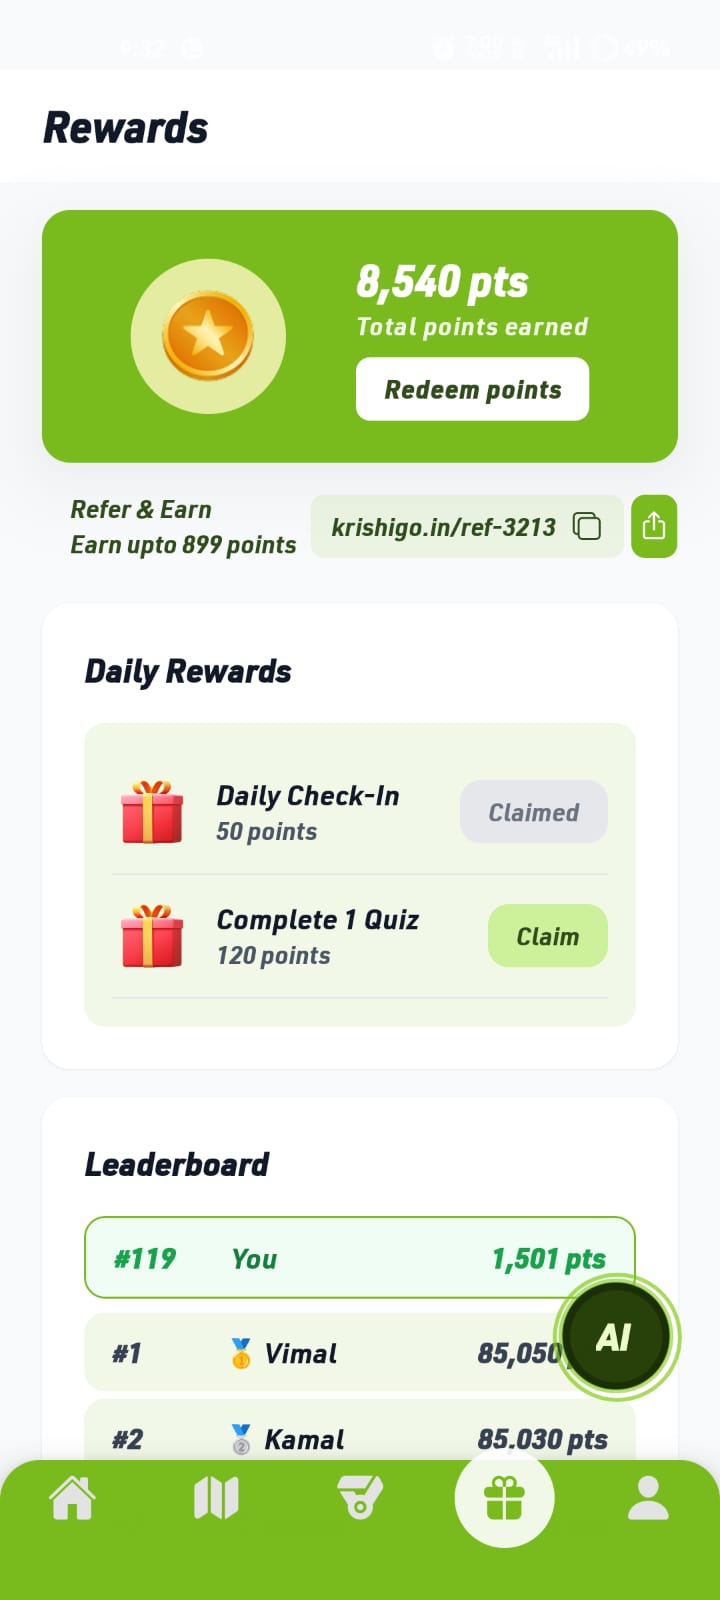 Rewards
8,540 pts
Total points earned
Redeem points
Refer & Earn
Earn upto 899 points
krishigo.in/ref-3213
Daily Rewards
Daily Check-In
50 points
Claimed
Complete 1 Quiz
120 points
Claim
Leaderboard
#119 You 1,501 pts
#1 Vimal 85,050
AI
#2 Kamal 85,030 pts